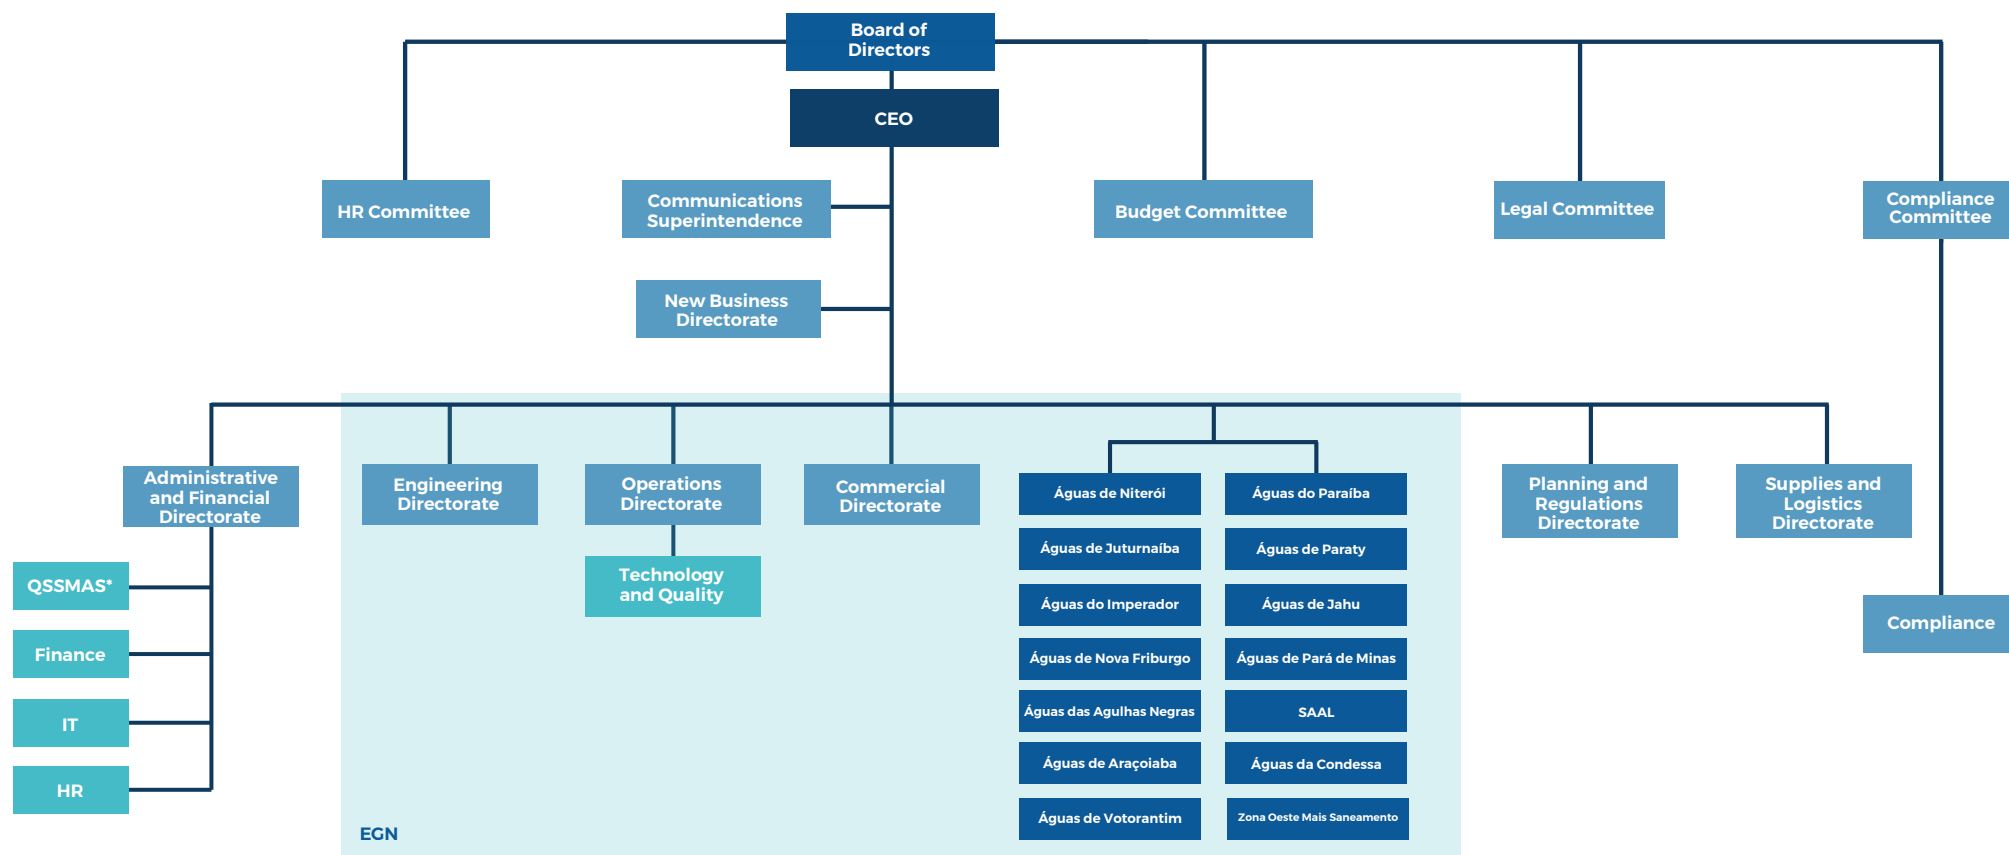 Board of
Directors
CEO
HR Committee
Communications
Superintendence
Budget Committee
Legal Committee
Compliance
Committee
New Business
Directorate
Administrative
and Financial
Directorate
Engineering
Directorate
Operations
Directorate
Commercial
Directorate
Planning and
Regulations
Directorate
Supplies and
Logistics
Directorate
Águas de Niterói
Águas do Paraíba
Águas de Juturnaíba
Águas de Paraty
Águas do Imperador
Águas de Jahu
Águas de Nova Friburgo
Águas de Pará de Minas
Águas das Agulhas Negras
SAAL
Águas de Araçoiaba
Águas da Condessa
Águas de Votorantim
Zona Oeste Mais Saneamento
Technology
and Quality
QSSMAS*
Finance
IT
HR
Compliance
EGN